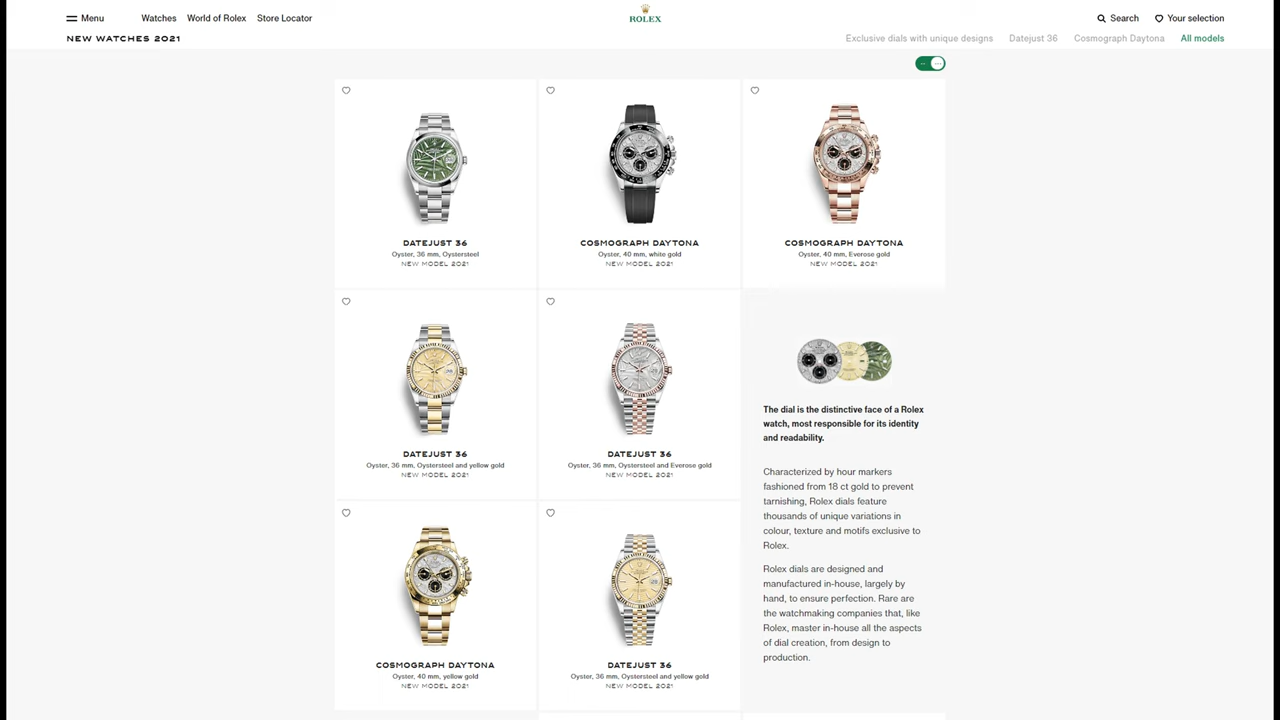 Menu
Watches
World of Rolex
Store Locator
ROLEX
Search
Your selection
NEW WATCHES 2021
Exclusive dials with unique designs
Datejust 36
Cosmograph Daytona
All models
DATEJUST 36
Oyster, 36 mm, Oystersteel
NEW MODEL 2021
COSMOGRAPH DAYTONA
Oyster, 40 mm, white gold
NEW MODEL 2021
COSMOGRAPH DAYTONA
Oyster, 40 mm, Everose gold
NEW MODEL 2021
DATEJUST 36
Oyster, 36 mm, Oystersteel and yellow gold
NEW MODEL 2021
DATEJUST 36
Oyster, 36 mm, Oystersteel and Everose gold
NEW MODEL 2021
The dial is the distinctive face of a Rolex
watch, most responsible for its identity
and readability.
Characterized by hour markers
fashioned from 18 ct gold to prevent
tarnishing, Rolex dials feature
thousands of unique variations in
colour, texture and motifs exclusive to
Rolex.
Rolex dials are designed and
manufactured in-house, largely by
hand, to ensure perfection. Rare are
the watchmaking companies that, like
Rolex, master in-house all the aspects
of dial creation, from design to
production.
COSMOGRAPH DAYTONA
Oyster, 40 mm, yellow gold
NEW MODEL 2021
DATEJUST 36
Oyster, 36 mm, Oystersteel and yellow gold
NEW MODEL 2021